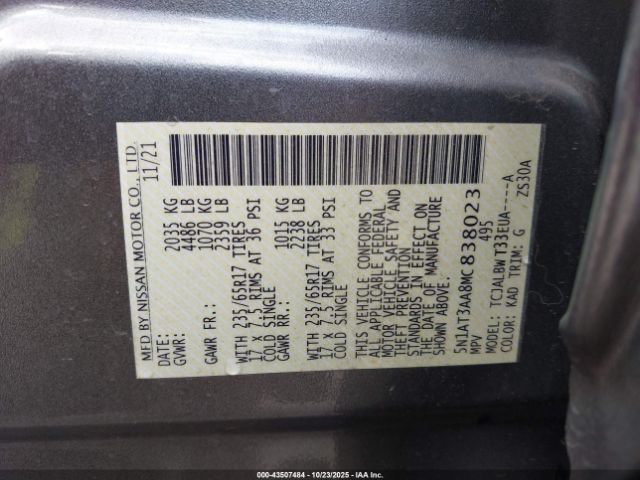 MFD BY NISSAN MOTOR CO., LTD.
DATE: 11/21
GVWR: 2035 KG
4486 LB
GAWR FR.: 1070 KG
2359 LB
WITH 235/65R17 TIRES
17 X 7.5 RIMS AT 36 PSI
COLD SINGLE
GAWR RR.: 1015 KG
2238 LB
WITH 235/65R17 TIRES
17 X 7.5 RIMS AT 33 PSI
COLD SINGLE
THIS VEHICLE CONFORMS TO
ALL APPLICABLE FEDERAL
MOTOR VEHICLE SAFETY AND
THEFT PREVENTION
STANDARDS IN EFFECT ON
THE DATE OF MANUFACTURE
SHOWN ABOVE.
5N1AT3AA8MC838023
MPV 495
MODEL: TCJALBWT33EUA-----A
COLOR: KAD TRIM: G ZS30A
000-43507484 | 10/23/2025 | IAA Inc.